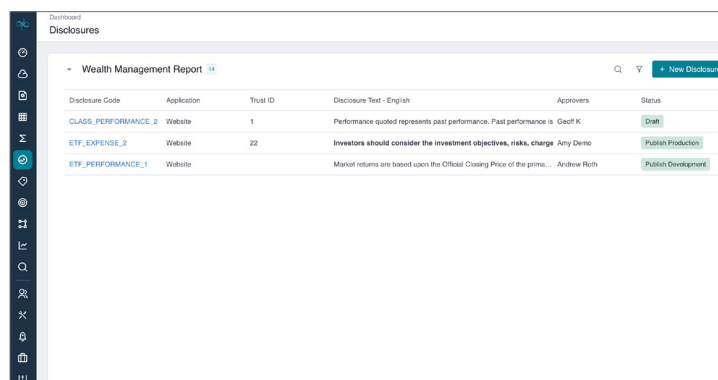 Dashboard
Disclosures
Wealth Management Report 14
+ New Disclosure
Disclosure Code Application Trust ID Disclosure Text - English Approvers Status
CLASS_PERFORMANCE_2 Website 1 Performance quoted represents past performance. Past performance is Geoff K Draft
ETF_EXPENSE_2 Website 22 Investors should consider the investment objectives, risks, charge Amy Demo Publish Production
ETF_PERFORMANCE_1 Website Market returns are based upon the Official Closing Price of the prima... Andrew Roth Publish Development